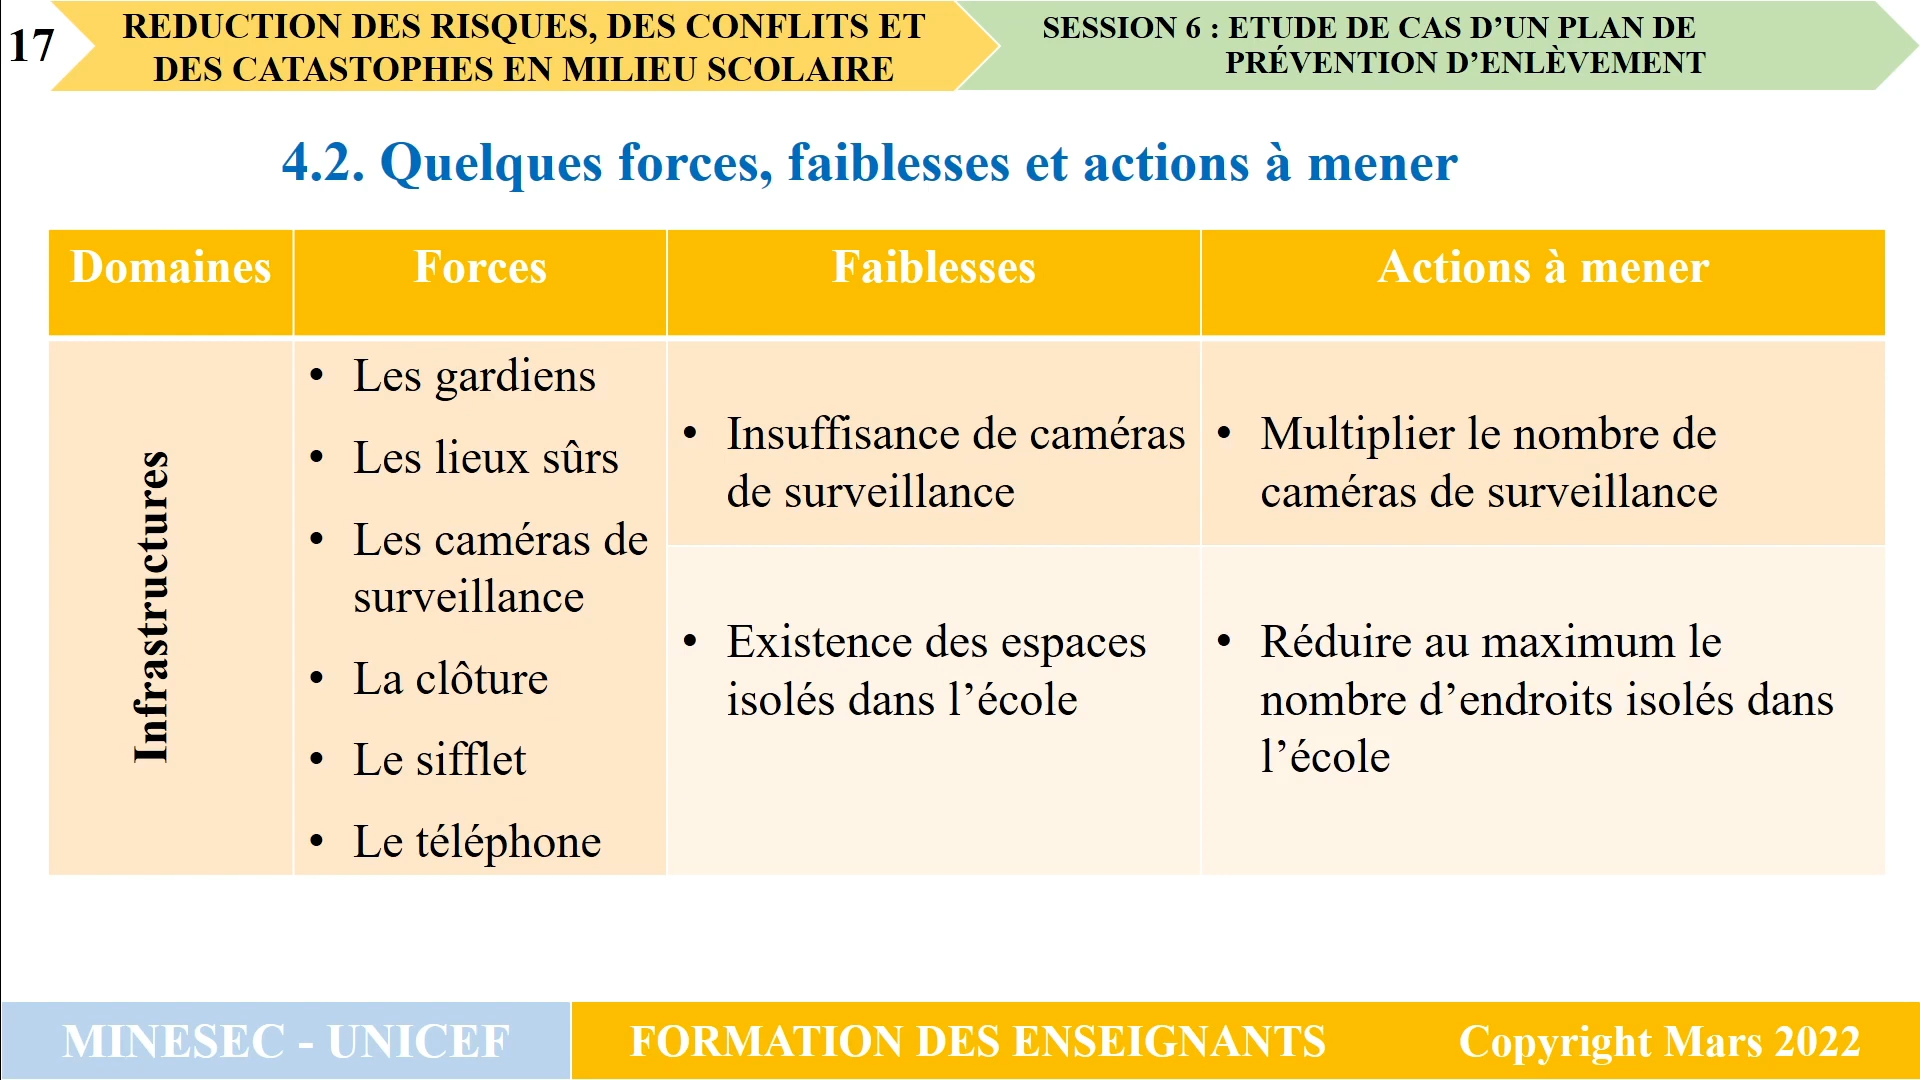 17
REDUCTION DES RISQUES, DES CONFLITS ET
DES CATASTOPHES EN MILIEU SCOLAIRE
SESSION 6 : ETUDE DE CAS D’UN PLAN DE
PRÉVENTION D’ENLÈVEMENT
4.2. Quelques forces, faiblesses et actions à mener
Domaines
Forces
Faiblesses
Actions à mener
Infrastructures
• Les gardiens
• Les lieux sûrs
• Les caméras de
surveillance
• La clôture
• Le sifflet
• Le téléphone
• Insuffisance de caméras
de surveillance
• Multiplier le nombre de
caméras de surveillance
• Existence des espaces
isolés dans l’école
• Réduire au maximum le
nombre d’endroits isolés dans
l’école
MINESEC - UNICEF
FORMATION DES ENSEIGNANTS
Copyright Mars 2022